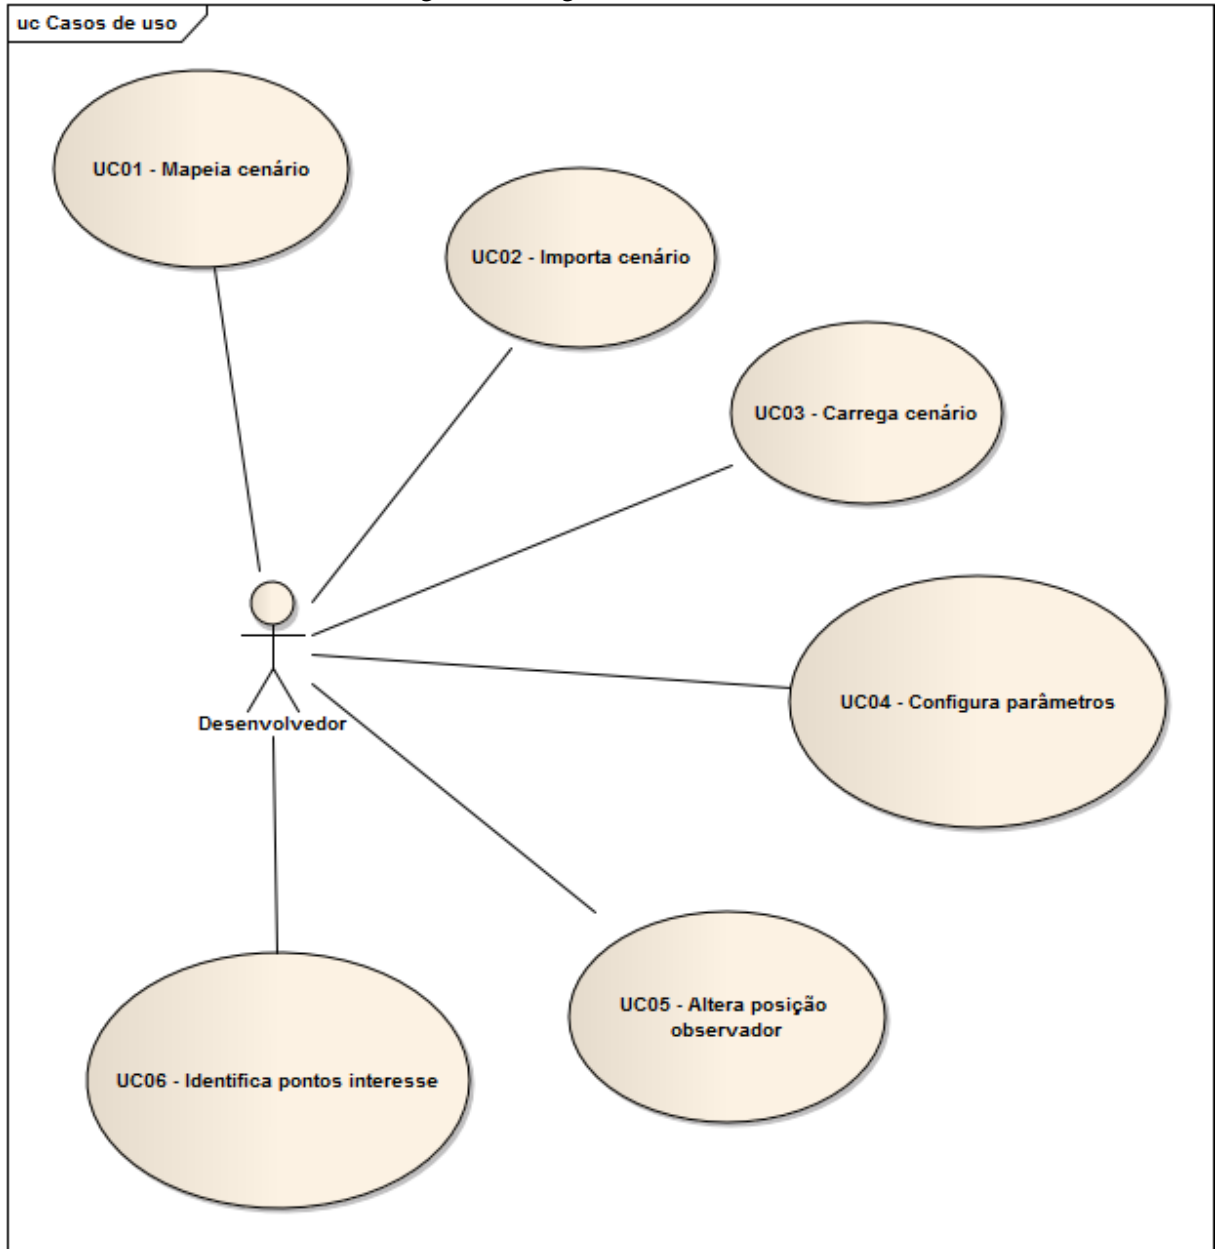 uc Casos de uso
UC01 - Mapeia cenário
UC02 - Importa cenário
UC03 - Carrega cenário
UC04 - Configura parâmetros
Desenvolvedor
UC05 - Altera posição
observador
UC06 - Identifica pontos interesse